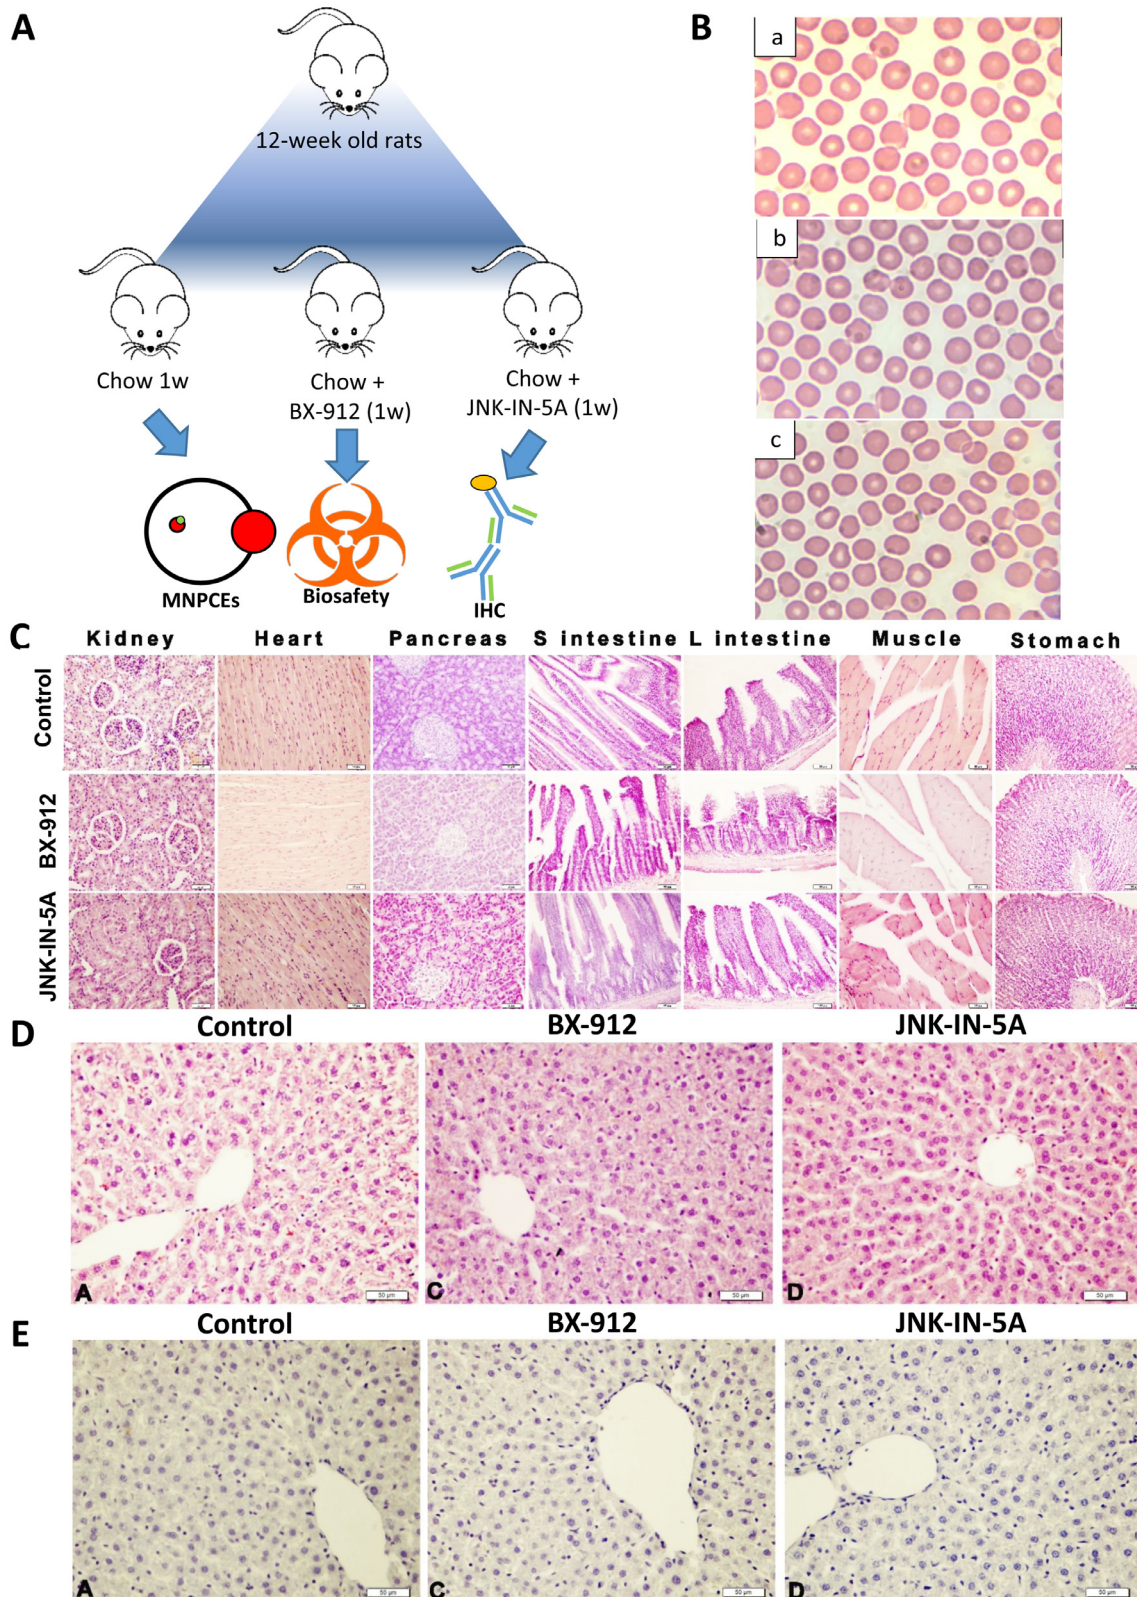 A
12-week old rats
Chow 1w
Chow +
BX-912 (1w)
Chow +
JNK-IN-5A (1w)
MNPCEs
Biosafety
IHC
B
a
b
c
C
Kidney Heart Pancreas S intestine L intestine Muscle Stomach
Control
BX-912
JNK-IN-5A
D
Control BX-912 JNK-IN-5A
A 50 µm C 50 µm D 50 µm
E
Control BX-912 JNK-IN-5A
A 50 µm C 50 µm D 50 µm